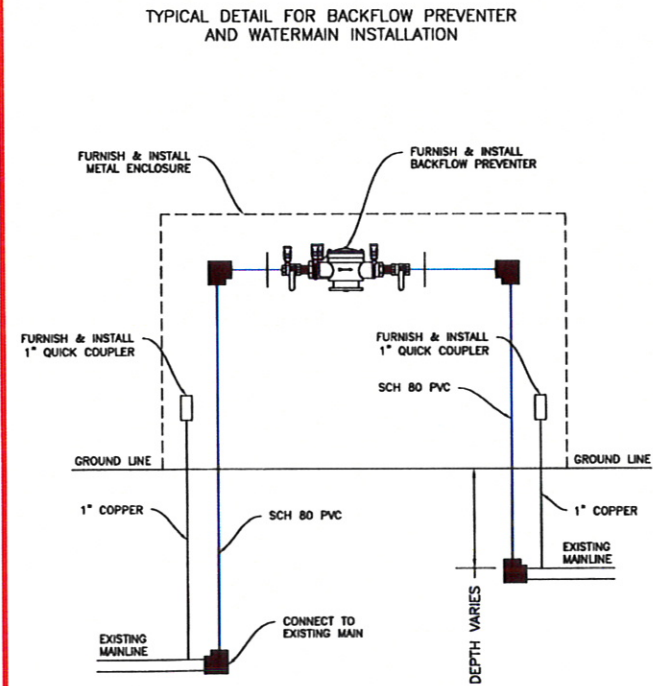 TYPICAL DETAIL FOR BACKFLOW PREVENTER
AND WATERMAIN INSTALLATION
FURNISH & INSTALL
METAL ENCLOSURE
FURNISH & INSTALL
BACKFLOW PREVENTER
FURNISH & INSTALL
1" QUICK COUPLER
FURNISH & INSTALL
1" QUICK COUPLER
SCH 80 PVC
GROUND LINE
GROUND LINE
1" COPPER
SCH 80 PVC
1" COPPER
EXISTING
MAINLINE
DEPTH VARIES
CONNECT TO
EXISTING MAIN
EXISTING
MAINLINE